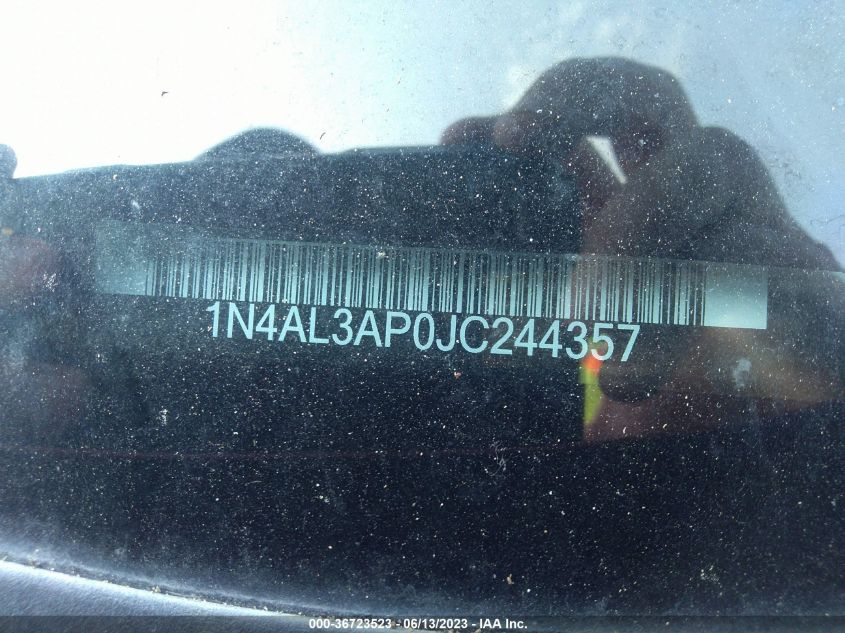 1N4AL3AP0JC244357
000-36723523 - 06/13/2023 - IAA Inc.